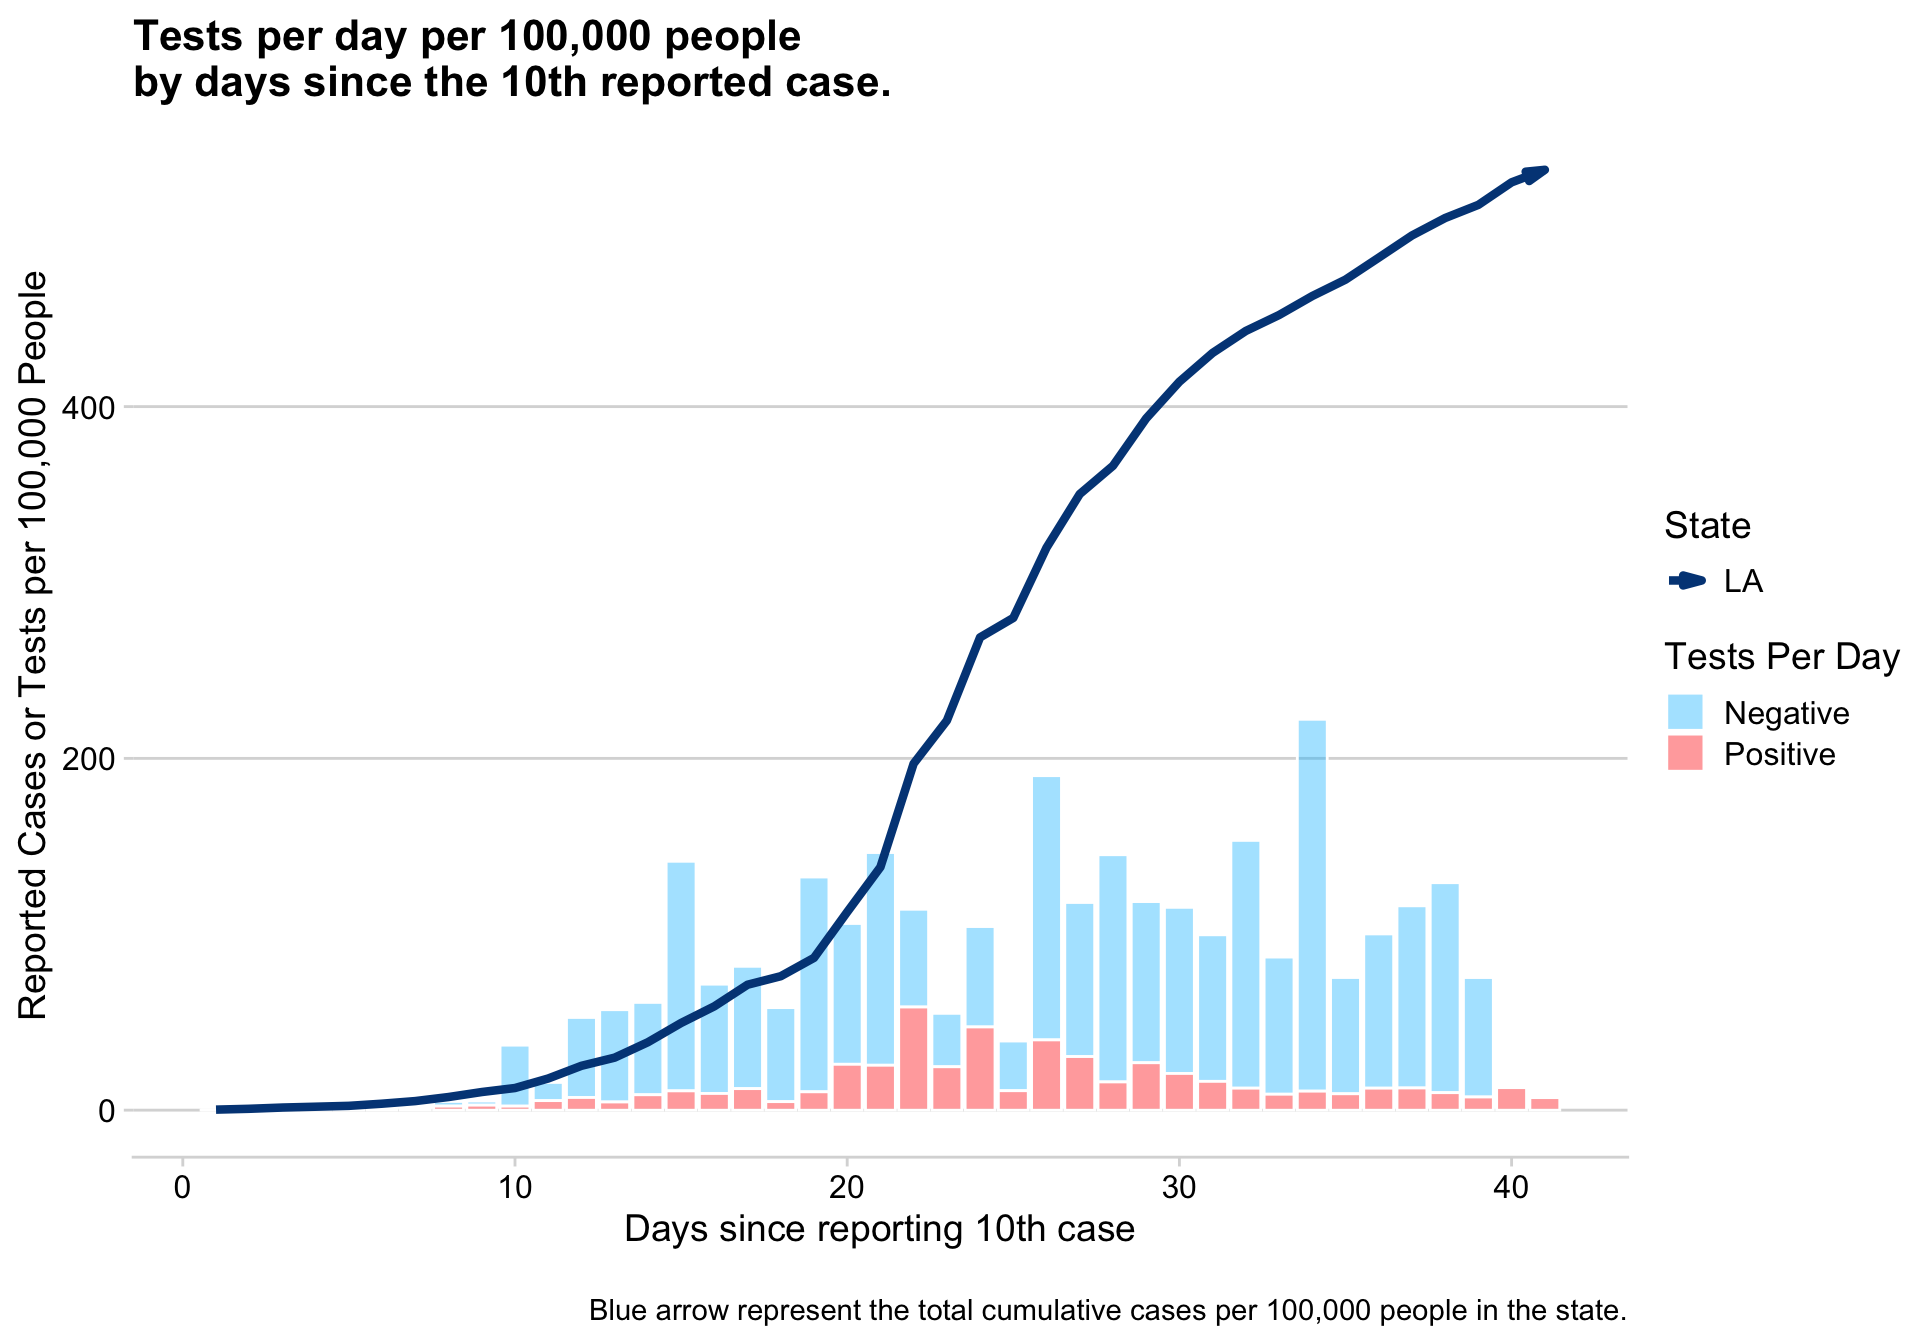 Tests per day per 100,000 people
by days since the 10th reported case.
Reported Cases or Tests per 100,000 People
400
200
0
0
10
20
30
40
Days since reporting 10th case
State
LA
Tests Per Day
Negative
Positive
Blue arrow represent the total cumulative cases per 100,000 people in the state.